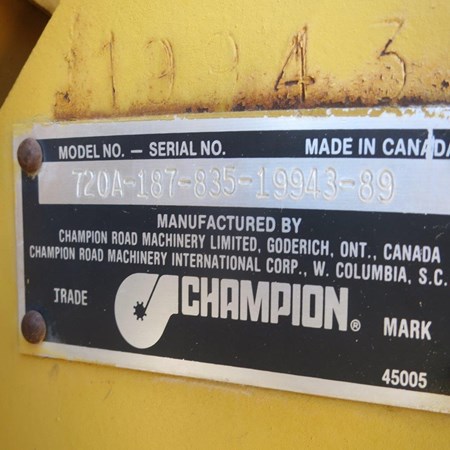 19943
MODEL NO. — SERIAL NO. MADE IN CANADA
720A-187-835-19943-89
MANUFACTURED BY
CHAMPION ROAD MACHINERY LIMITED, GODERICH, ONT., CANADA
CHAMPION ROAD MACHINERY INTERNATIONAL CORP., W. COLUMBIA, S.C.
TRADE CHAMPION® MARK
45005